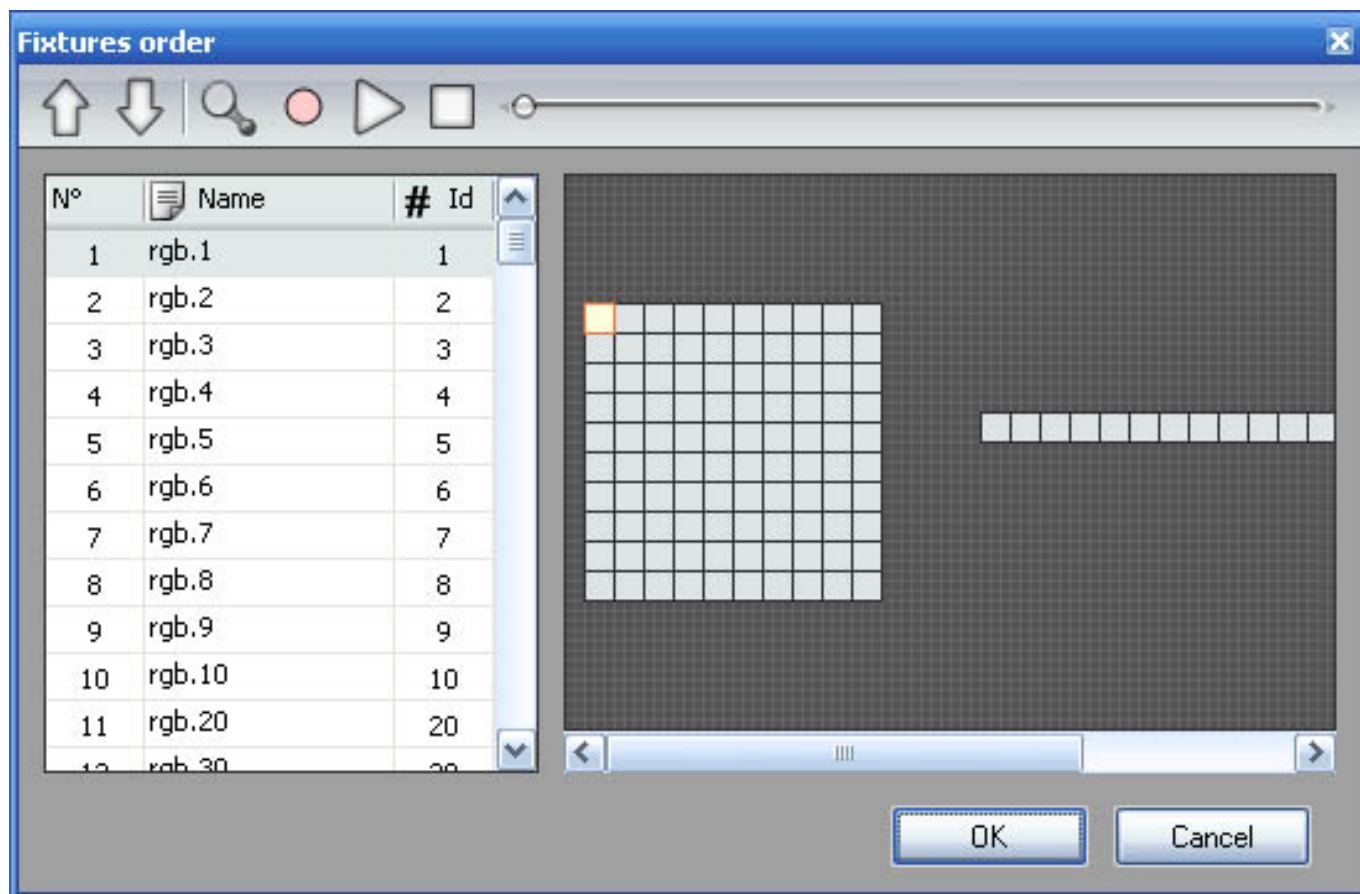 Fixtures order
N° Name # Id
1 rgb.1 1
2 rgb.2 2
3 rgb.3 3
4 rgb.4 4
5 rgb.5 5
6 rgb.6 6
7 rgb.7 7
8 rgb.8 8
9 rgb.9 9
10 rgb.10 10
11 rgb.20 20
rgb.30
OK Cancel